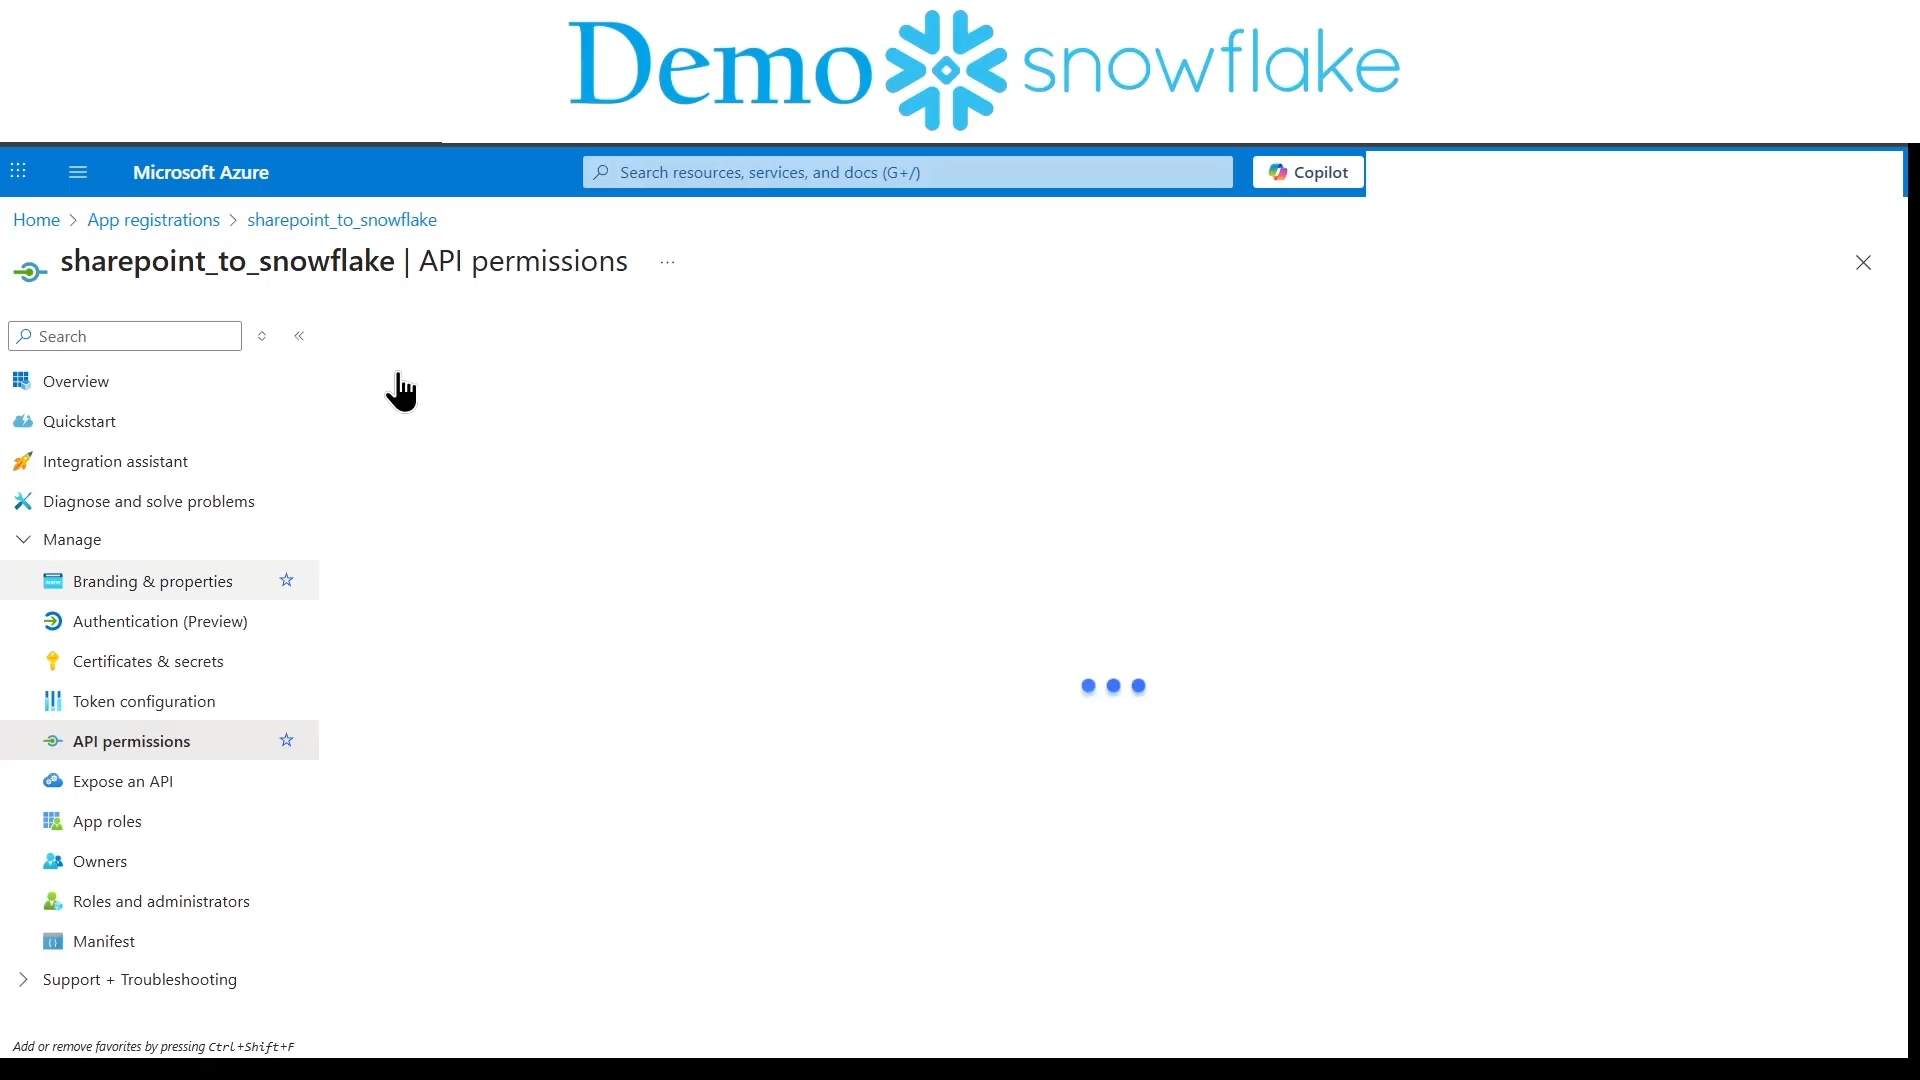 Demo snowflake
Microsoft Azure
Search resources, services, and docs (G+/)
Copilot
Home > App registrations > sharepoint_to_snowflake
sharepoint_to_snowflake | API permissions ...
Search
Overview
Quickstart
Integration assistant
Diagnose and solve problems
Manage
Branding & properties
Authentication (Preview)
Certificates & secrets
Token configuration
API permissions
Expose an API
App roles
Owners
Roles and administrators
Manifest
Support + Troubleshooting
Add or remove favorites by pressing Ctrl+Shift+F